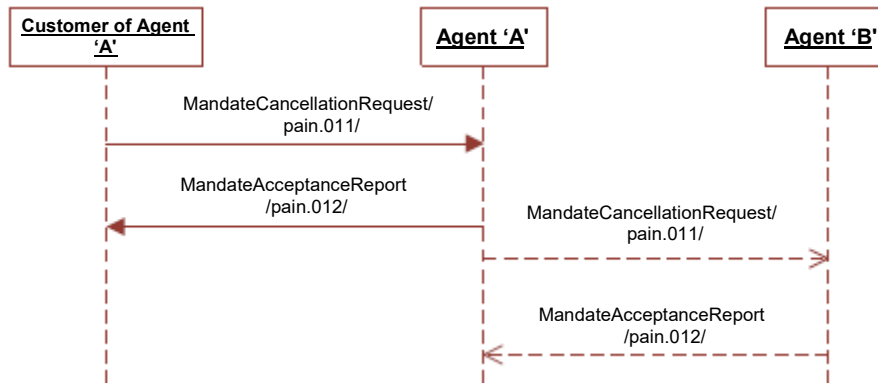 Customer of Agent
‘A'
Agent ‘A'
Agent ‘B'
MandateCancellationRequest/
pain.011/
MandateAcceptanceReport
/pain.012/
MandateCancellationRequest/
pain.011/
MandateAcceptanceReport
/pain.012/